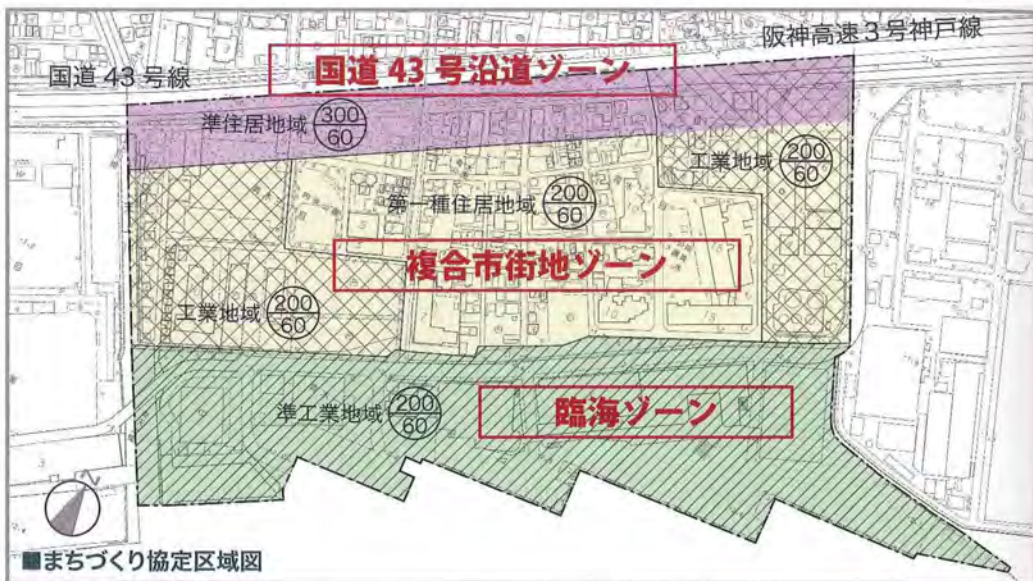 阪神高速3号神戸線
国道43号線
国道43号沿道ゾーン
準住居地域 300 60
工業地域 200 60
第一種住居地域 200 60
複合市街地ゾーン
工業地域 200 60
準工業地域 200 60
臨海ゾーン
■まちづくり協定区域図